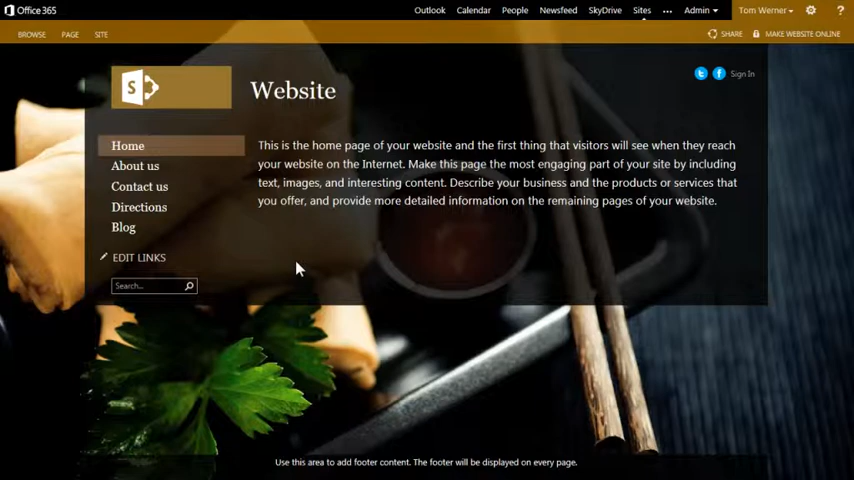 Office 365
Outlook Calendar People Newsfeed SkyDrive Sites ... Admin Tom Werner ?
BROWSE PAGE SITE SHARE MAKE WEBSITE ONLINE
S
Website
Sign In
Home
About us
Contact us
Directions
Blog
EDIT LINKS
Search...
This is the home page of your website and the first thing that visitors will see when they reach
your website on the Internet. Make this page the most engaging part of your site by including
text, images, and interesting content. Describe your business and the products or services that
you offer, and provide more detailed information on the remaining pages of your website.
Use this area to add footer content. The footer will be displayed on every page.